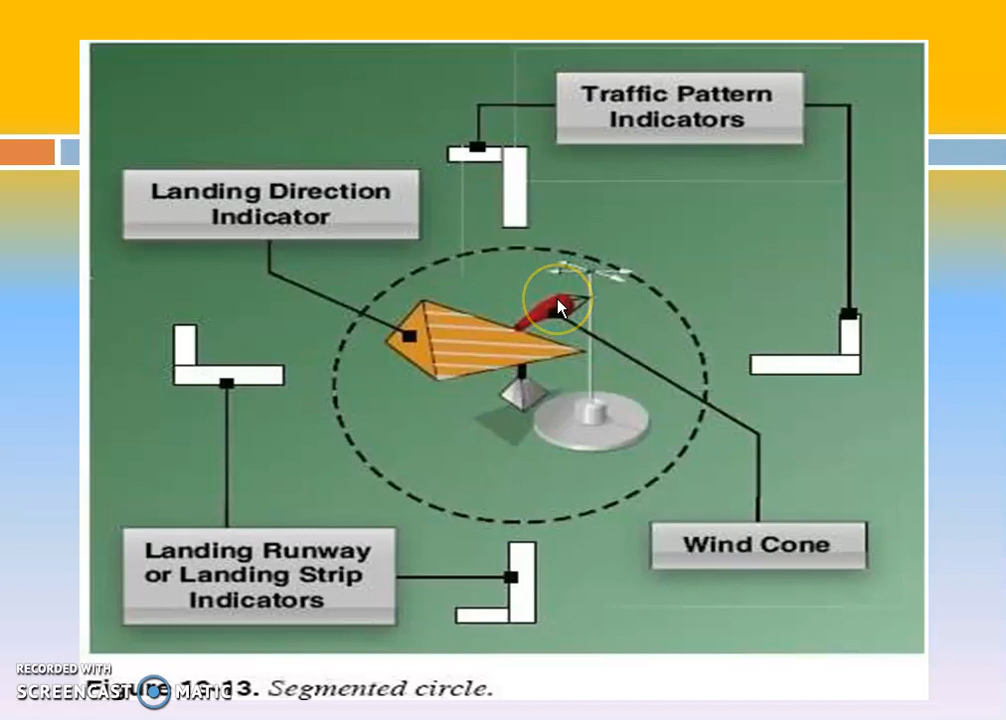 Traffic Pattern
Indicators
Landing Direction
Indicator
Landing Runway
or Landing Strip
Indicators
Wind Cone
RECORDED WITH
SCREENCAST MATIC
13. Segmented circle.